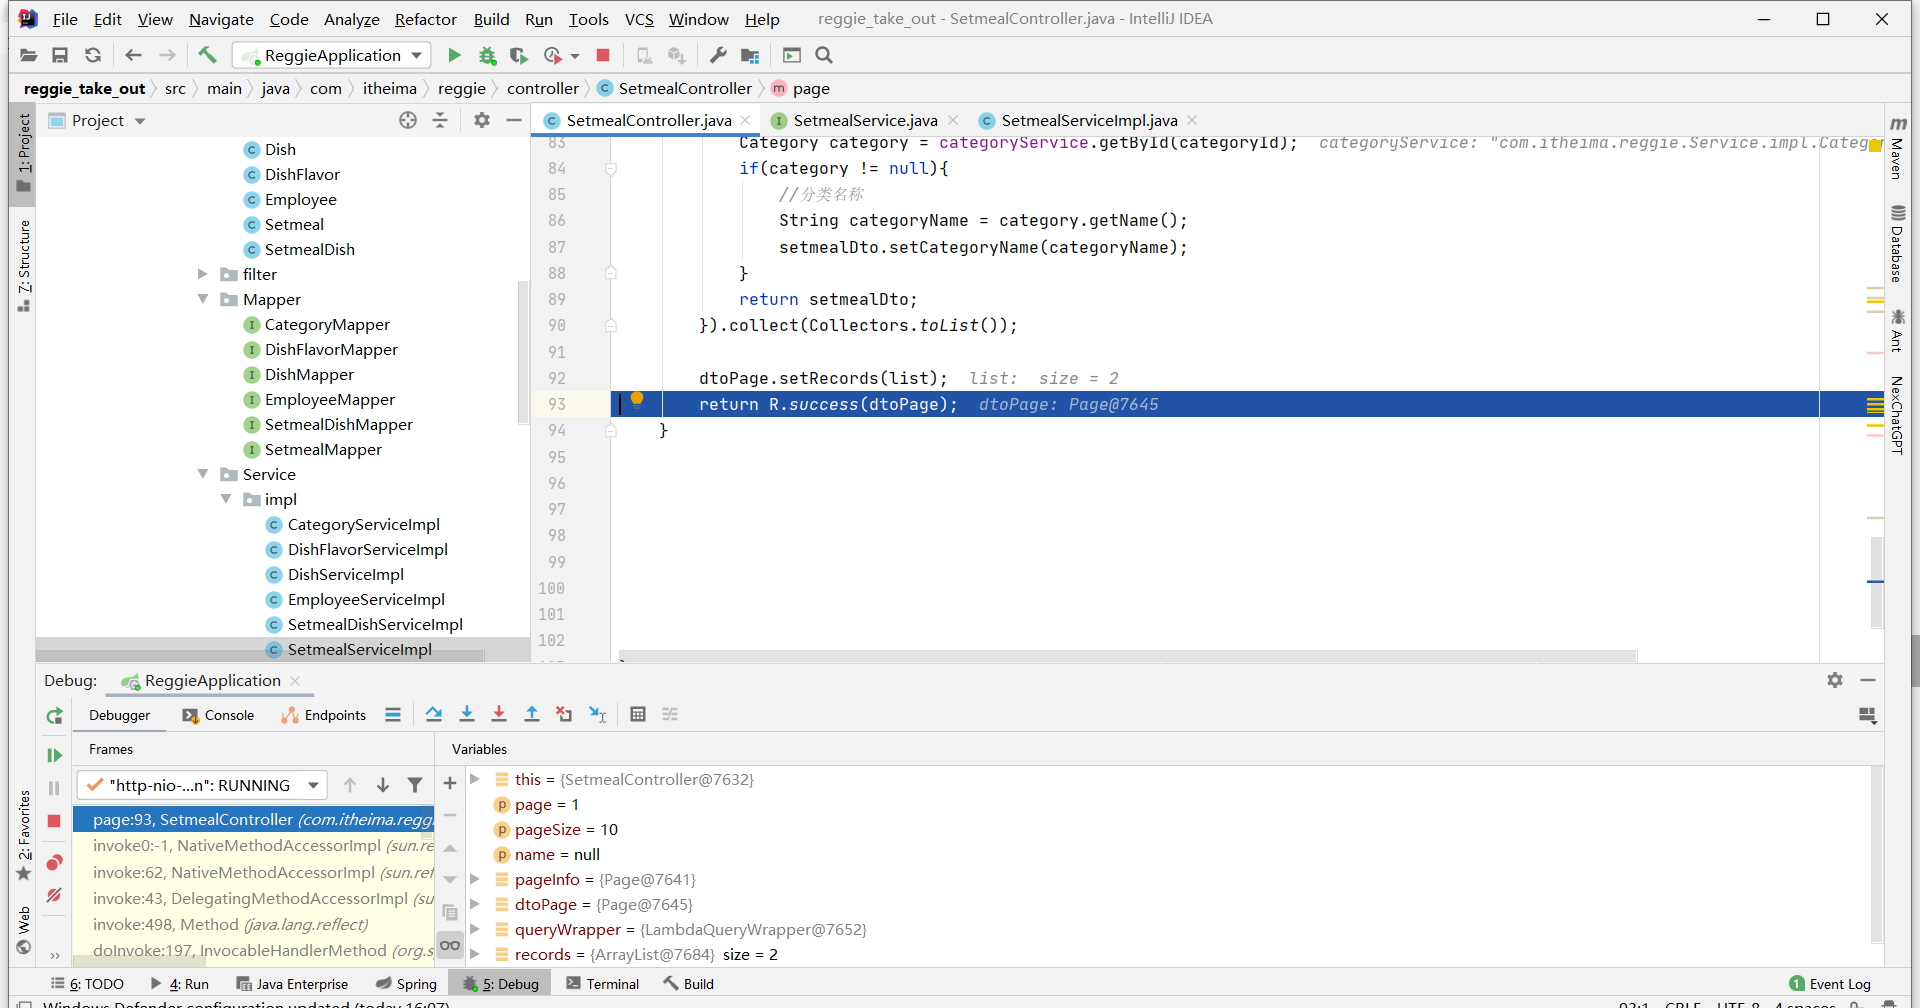 File Edit View Navigate Code Analyze Refactor Build Run Tools VCS Window Help reggie_take_out - SetmealController.java - IntelliJ IDEA
ReggieApplication
reggie_take_out src main java com itheima reggie controller SetmealController page
Project
SetmealController.java SetmealService.java SetmealServiceImpl.java
1: Project
Z: Structure
2: Favorites
Web
Dish
DishFlavor
Employee
Setmeal
SetmealDish
filter
Mapper
CategoryMapper
DishFlavorMapper
DishMapper
EmployeeMapper
SetmealDishMapper
SetmealMapper
Service
impl
CategoryServiceImpl
DishFlavorServiceImpl
DishServiceImpl
EmployeeServiceImpl
SetmealDishServiceImpl
SetmealServiceImpl
83 Category category = categoryService.getById(categoryId); categoryService: "com.itheima.reggie.Service.impl.Categor
84 if(category != null){
85 //分类名称
86 String categoryName = category.getName();
87 setmealDto.setCategoryName(categoryName);
88 }
89 return setmealDto;
90 }).collect(Collectors.toList());
91
92 dtoPage.setRecords(list); list: size = 2
93 return R.success(dtoPage); dtoPage: Page@7645
94 }
95
96
97
98
99
100
101
102
Maven
Database
Ant
NexChatGPT
Debug: ReggieApplication
Debugger Console Endpoints
Frames
"http-nio-...n": RUNNING
page:93, SetmealController (com.itheima.regg
invoke0:-1, NativeMethodAccessorImpl (sun.re
invoke:62, NativeMethodAccessorImpl (sun.ref
invoke:43, DelegatingMethodAccessorImpl (su
invoke:498, Method (java.lang.reflect)
doInvoke:197, InvocableHandlerMethod (org.s
Variables
this = {SetmealController@7632}
page = 1
pageSize = 10
name = null
pageInfo = {Page@7641}
dtoPage = {Page@7645}
queryWrapper = {LambdaQueryWrapper@7652}
records = {ArrayList@7684} size = 2
6: TODO 4: Run Java Enterprise Spring 5: Debug Terminal Build 1 Event Log
Windows Defender configuration updated (today 16:07) 93:1 CRLF UTF-8 4 spaces